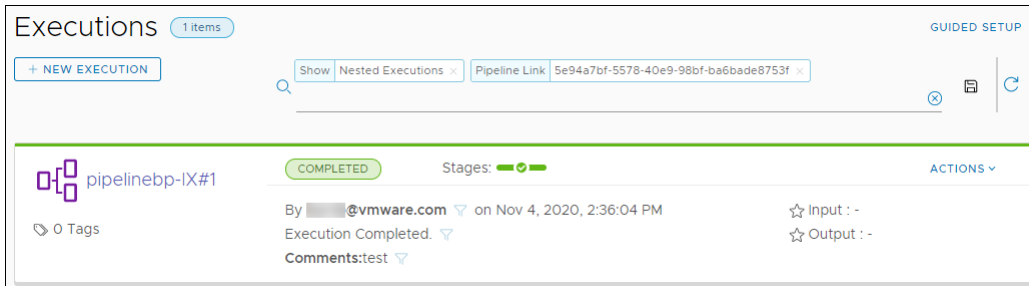 Executions 1 items
GUIDED SETUP
+ NEW EXECUTION
Show Nested Executions × Pipeline Link 5e94a7bf-5578-40e9-98bf-ba6bade8753f ×
pipelinebp-IX#1
0 Tags
COMPLETED Stages: ACTIONS
By @vmware.com on Nov 4, 2020, 2:36:04 PM
Execution Completed.
Comments:test
Input : -
Output : -